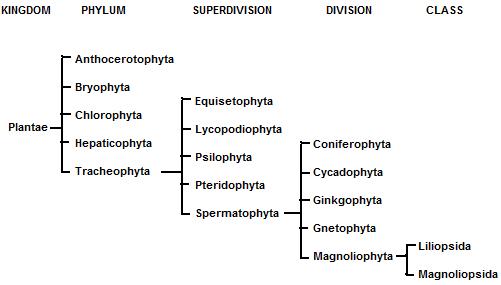 KINGDOM PHYLUM SUPERDIVISION DIVISION CLASS
Anthocerotophyta
Bryophyta
Equisetophyta
Chlorophyta
Plantae
Lycopodiophyta
Hepaticophyta
Coniferophyta
Psilophyta
Tracheophyta
Cycadophyta
Pteridophyta
Ginkgophyta
Spermatophyta
Gnetophyta
Liliopsida
Magnoliophyta
Magnoliopsida